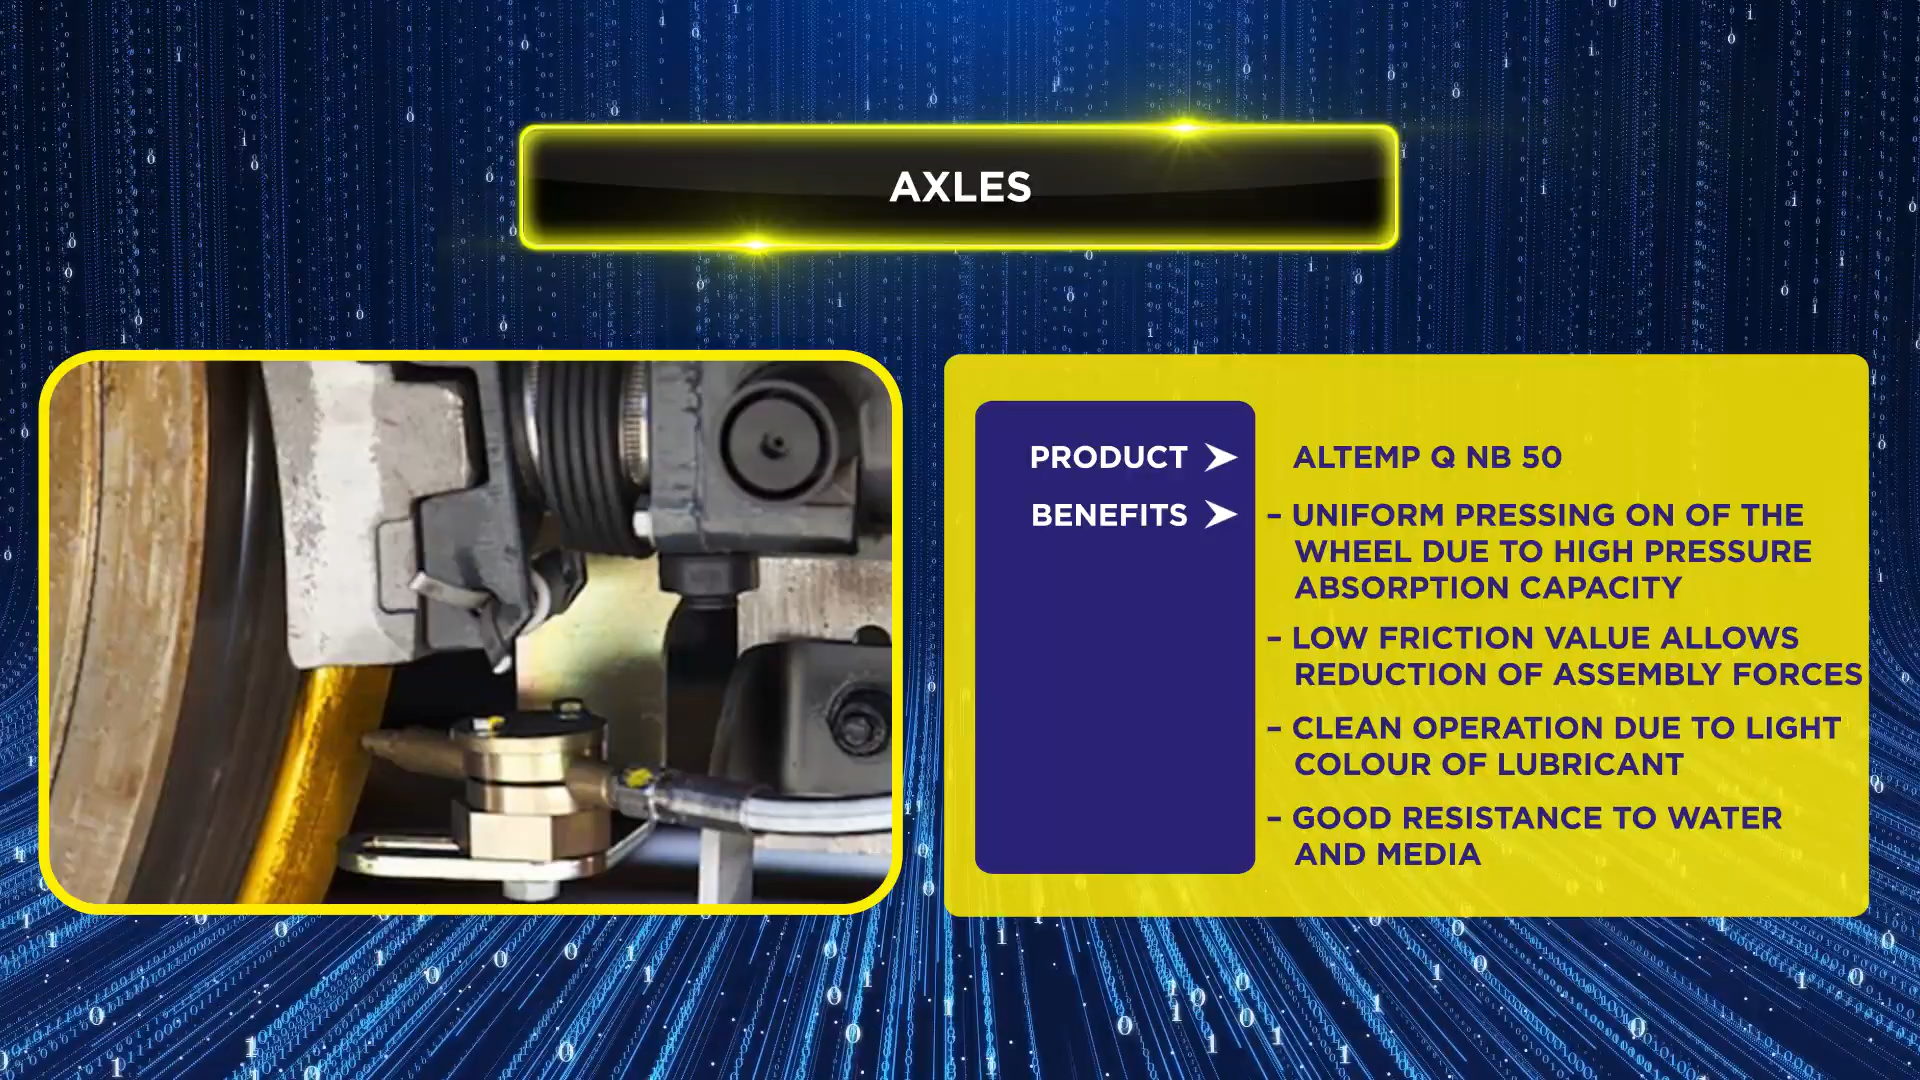 AXLES
PRODUCT ➤ ALTEMP Q NB 50
BENEFITS ➤ – UNIFORM PRESSING ON OF THE
WHEEL DUE TO HIGH PRESSURE
ABSORPTION CAPACITY
– LOW FRICTION VALUE ALLOWS
REDUCTION OF ASSEMBLY FORCES
– CLEAN OPERATION DUE TO LIGHT
COLOUR OF LUBRICANT
– GOOD RESISTANCE TO WATER
AND MEDIA